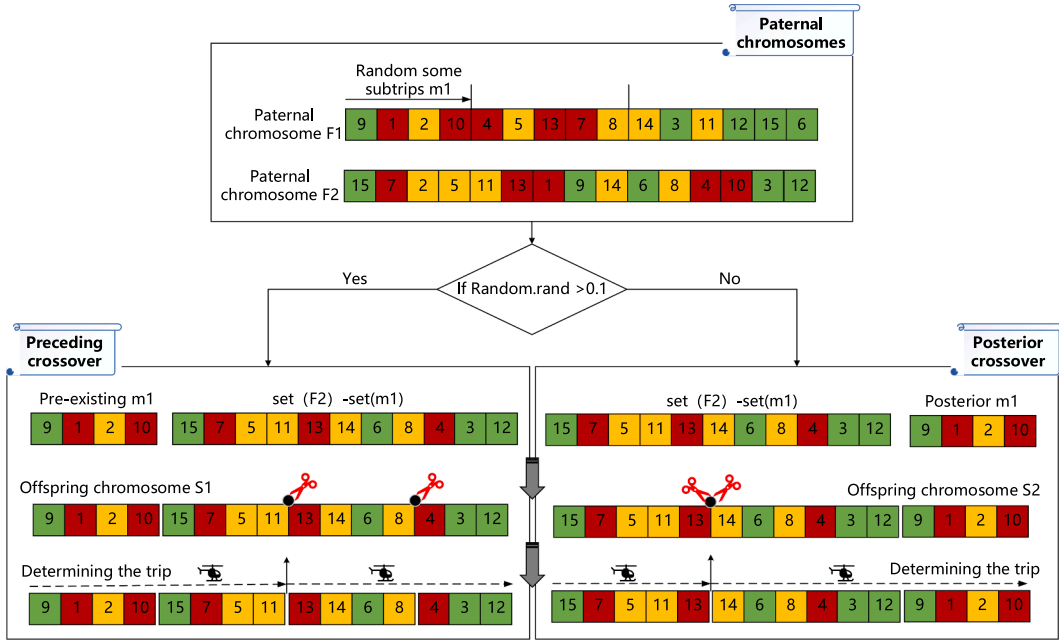 Paternal
chromosomes
Random some
subtrips m1
Paternal
chromosome F1
9 1 2 10 4 5 13 7 8 14 3 11 12 15 6
Paternal
chromosome F2
15 7 2 5 11 13 1 9 14 6 8 4 10 3 12
Yes
If Random.rand >0.1
No
Preceding
crossover
Pre-existing m1
set（F2）-set(m1)
9 1 2 10
15 7 5 11 13 14 6 8 4 3 12
Offspring chromosome S1
9 1 2 10 15 7 5 11 13 14 6 8 4 3 12
Determining the trip
9 1 2 10 15 7 5 11 13 14 6 8 4 3 12
Posterior
crossover
set（F2）-set(m1)
Posterior m1
15 7 5 11 13 14 6 8 4 3 12
9 1 2 10
Offspring chromosome S2
15 7 5 11 13 14 6 8 4 3 12 9 1 2 10
Determining the trip
15 7 5 11 13 14 6 8 4 3 12 9 1 2 10